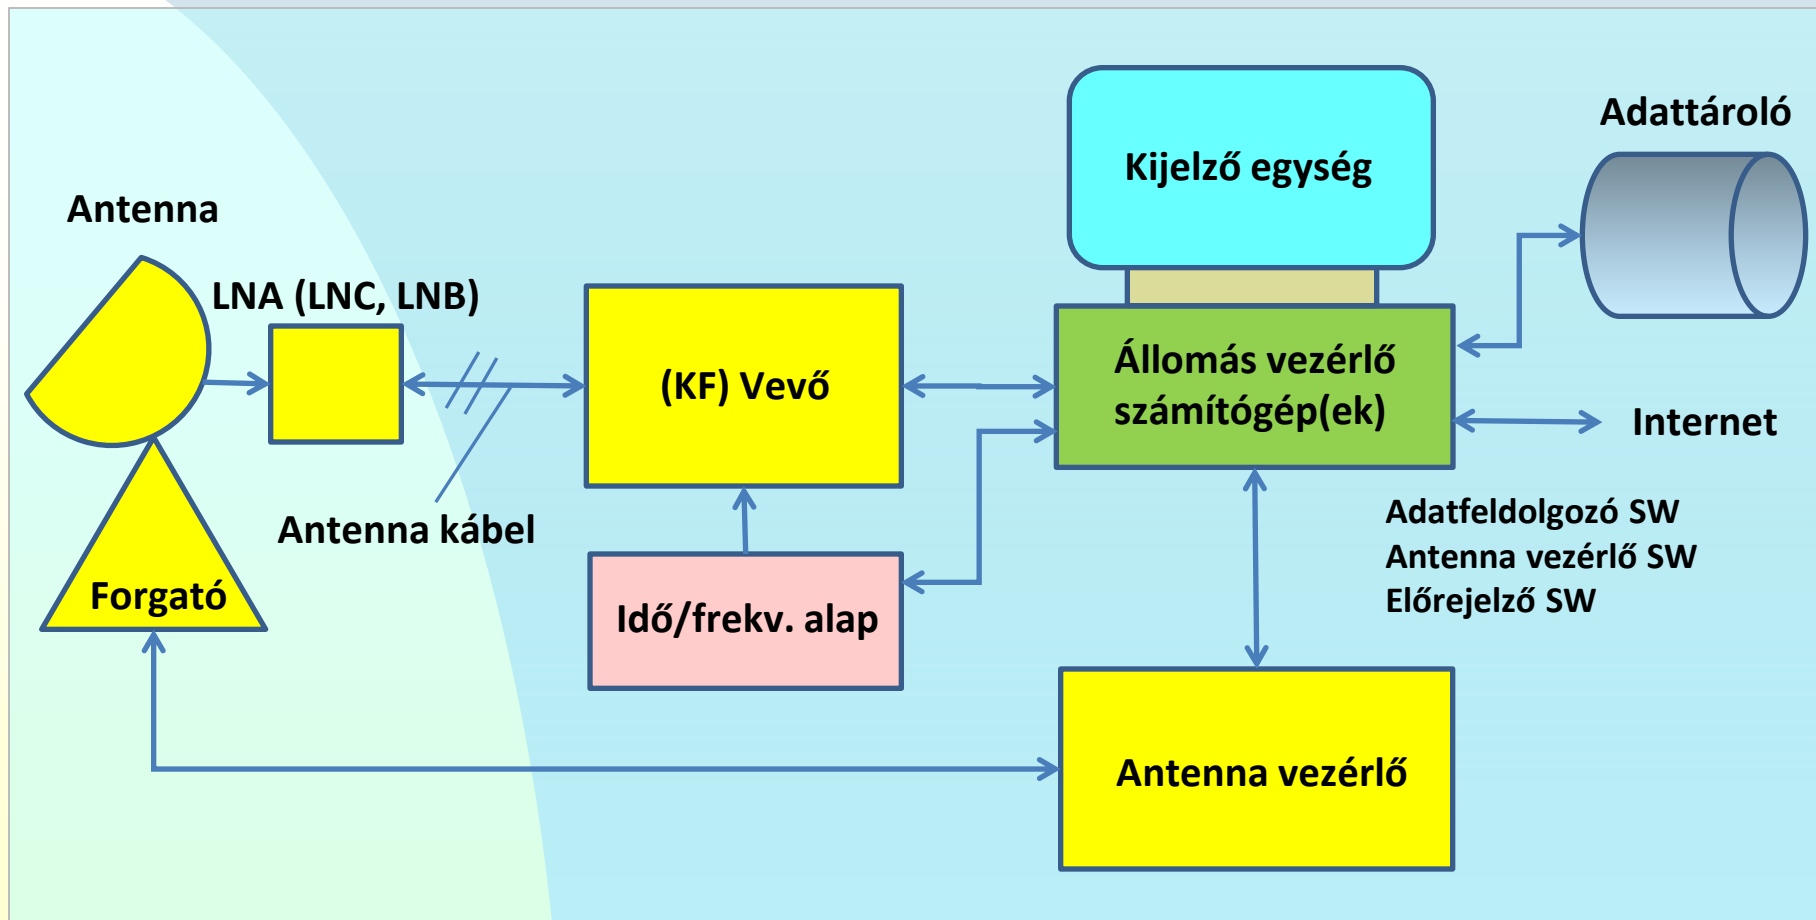 Adattároló
Kijelző egység
Antenna
LNA (LNC, LNB)
(KF) Vevő
Állomás vezérlő
számítógép(ek)
Internet
Antenna kábel
Adatfeldolgozó SW
Antenna vezérlő SW
Előrejelző SW
Forgató
Idő/frekv. alap
Antenna vezérlő